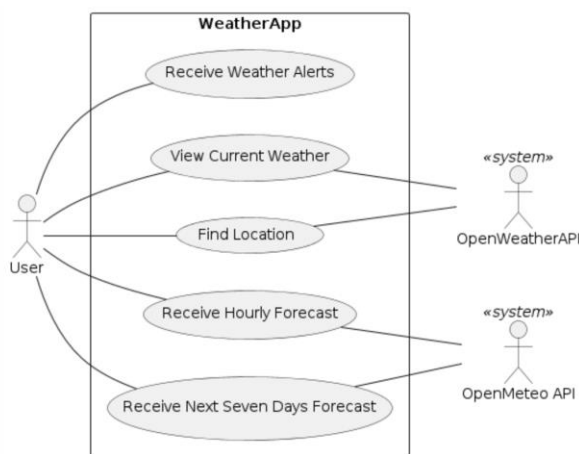 WeatherApp
Receive Weather Alerts
View Current Weather
«system»
OpenWeatherAPI
Find Location
User
Receive Hourly Forecast
«system»
OpenMeteo API
Receive Next Seven Days Forecast